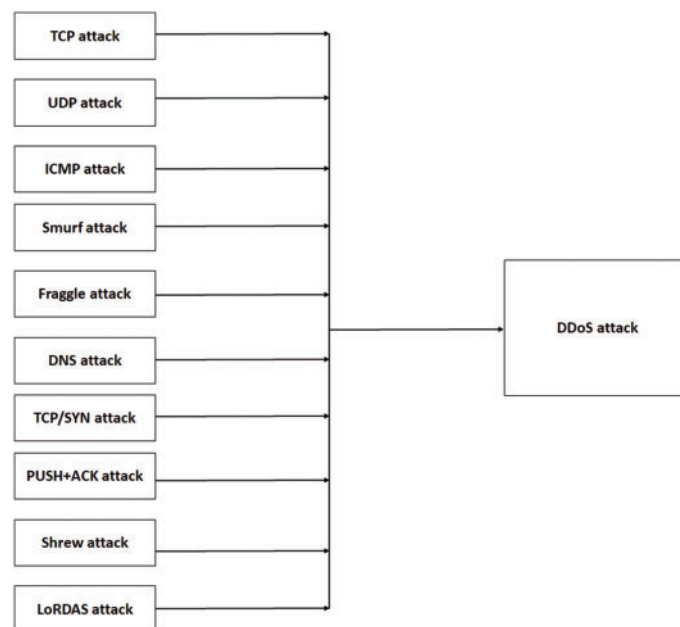 TCP attack
UDP attack
ICMP attack
Smurf attack
Fraggle attack
DDoS attack
DNS attack
TCP/SYN attack
PUSH+ACK attack
Shrew attack
LoRDAS attack